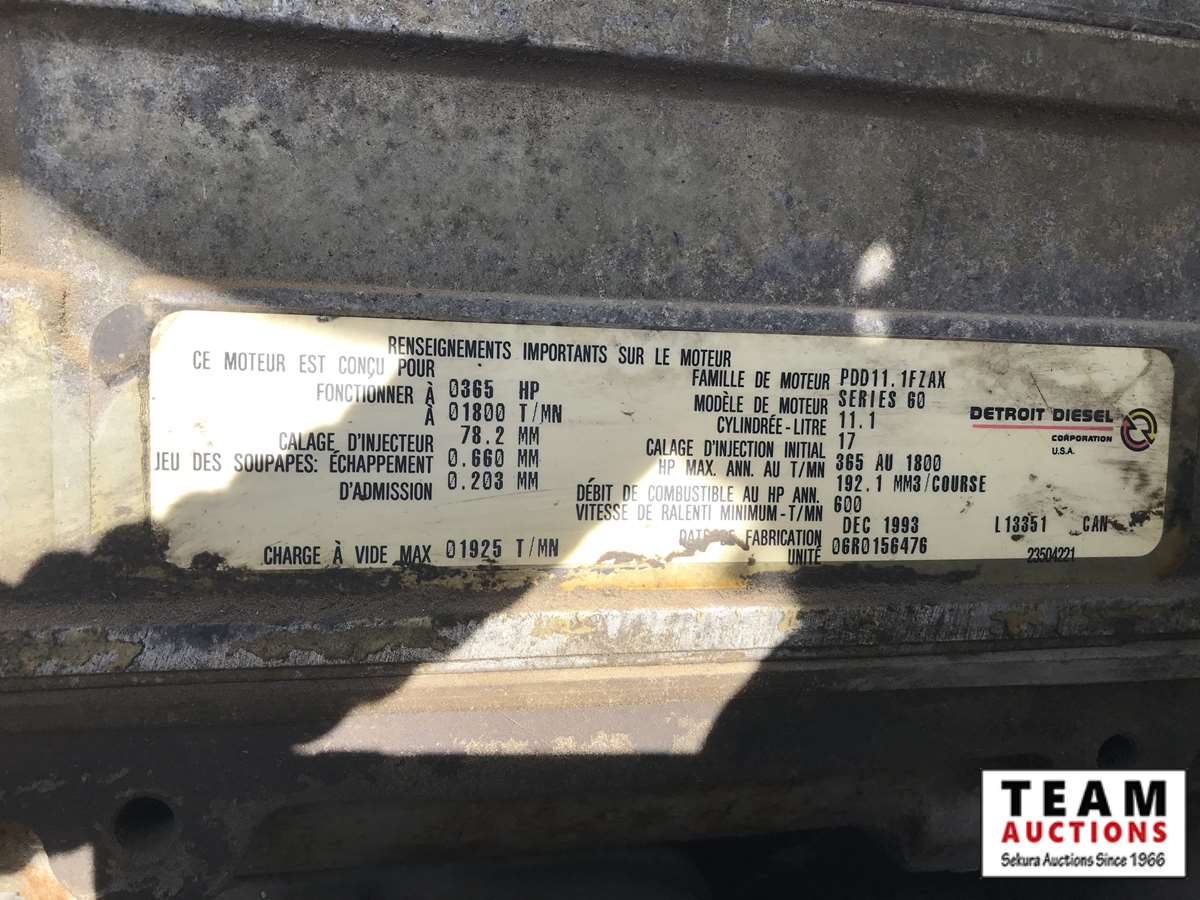 RENSEIGNEMENTS IMPORTANTS SUR LE MOTEUR
CE MOTEUR EST CONÇU POUR
FONCTIONNER À 0365 HP
À 01800 T/MN
CALAGE D'INJECTEUR 78.2 MM
JEU DES SOUPAPES: ÉCHAPPEMENT 0.660 MM
D'ADMISSION 0.203 MM
CHARGE À VIDE MAX 01925 T/MN
FAMILLE DE MOTEUR PDD11.1FZAX
MODÈLE DE MOTEUR SERIES 60
CYLINDRÉE-LITRE 11.1
CALAGE D'INJECTION INITIAL 17
HP MAX. ANN. AU T/MN 365 AU 1800
DÉBIT DE COMBUSTIBLE AU HP ANN. 192.1 MM3/COURSE
VITESSE DE RALENTI MINIMUM-T/MN 600
DATE DE FABRICATION DEC 1993 L13351 CAN
UNITÉ 06R0156476
23504221
DETROIT DIESEL
CORPORATION
U.S.A.
TEAM
AUCTIONS
Sekura Auctions Since 1966